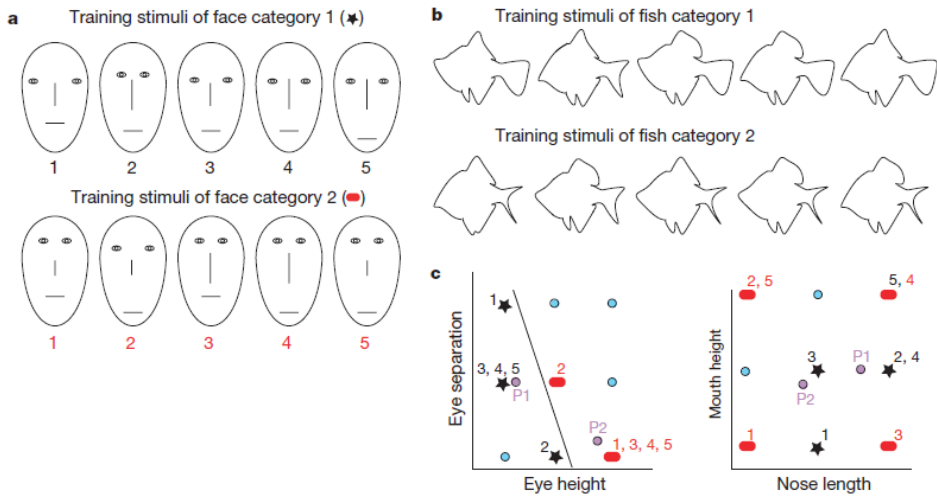 a
Training stimuli of face category 1 (★)
1 2 3 4 5
Training stimuli of face category 2 ( )
1 2 3 4 5
b
Training stimuli of fish category 1
Training stimuli of fish category 2
c
Eye separation
1
3, 4, 5
P1
2
2
P2
1, 3, 4, 5
Eye height
Mouth height
2, 5
5, 4
3
P1
2, 4
P2
1
1
3
Nose length